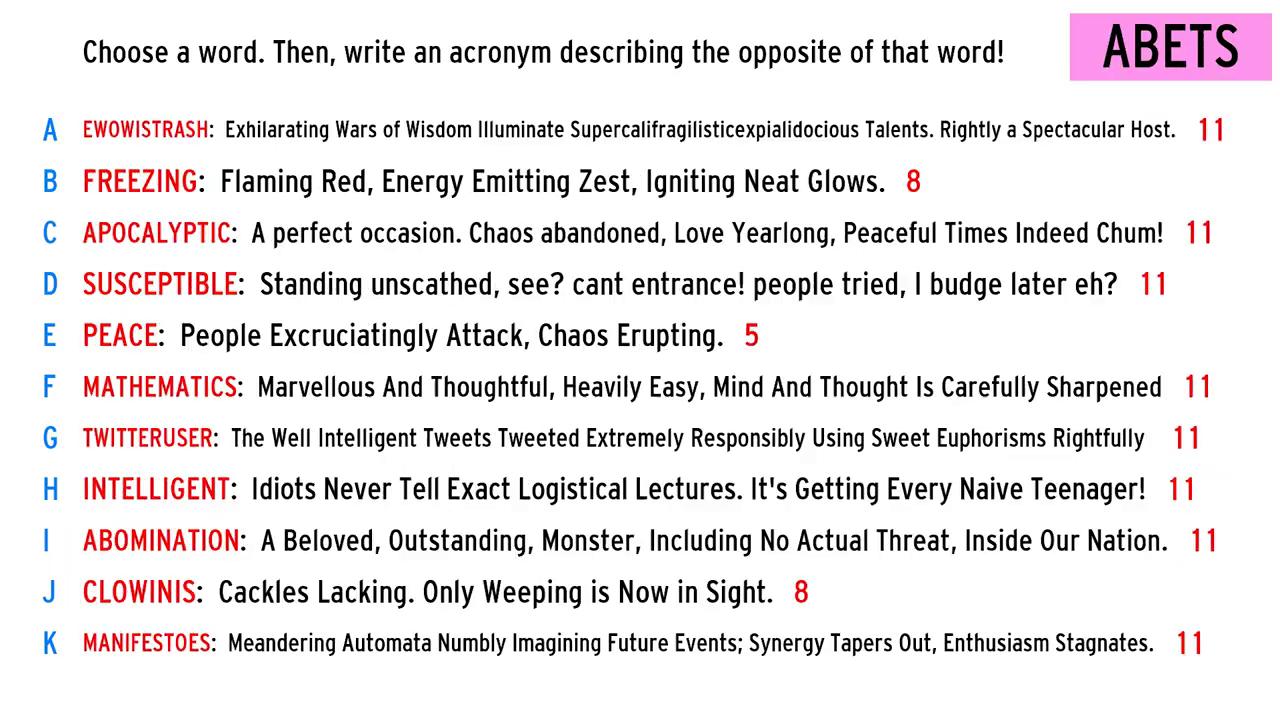 Choose a word. Then, write an acronym describing the opposite of that word!
ABETS
A EWOWISTRASH: Exhilarating Wars of Wisdom Illuminate Supercalifragilisticexpialidocious Talents. Rightly a Spectacular Host. 11
B FREEZING: Flaming Red, Energy Emitting Zest, Igniting Neat Glows. 8
C APOCALYPTIC: A perfect occasion. Chaos abandoned, Love Yearlong, Peaceful Times Indeed Chum! 11
D SUSCEPTIBLE: Standing unscathed, see? cant entrance! people tried, I budge later eh? 11
E PEACE: People Excruciatingly Attack, Chaos Erupting. 5
F MATHEMATICS: Marvellous And Thoughtful, Heavily Easy, Mind And Thought Is Carefully Sharpened 11
G TWITTERUSER: The Well Intelligent Tweets Tweeted Extremely Responsibly Using Sweet Euphorisms Rightfully 11
H INTELLIGENT: Idiots Never Tell Exact Logistical Lectures. It's Getting Every Naive Teenager! 11
I ABOMINATION: A Beloved, Outstanding, Monster, Including No Actual Threat, Inside Our Nation. 11
J CLOWINIS: Cackles Lacking. Only Weeping is Now in Sight. 8
K MANIFESTOES: Meandering Automata Numbly Imagining Future Events; Synergy Tapers Out, Enthusiasm Stagnates. 11